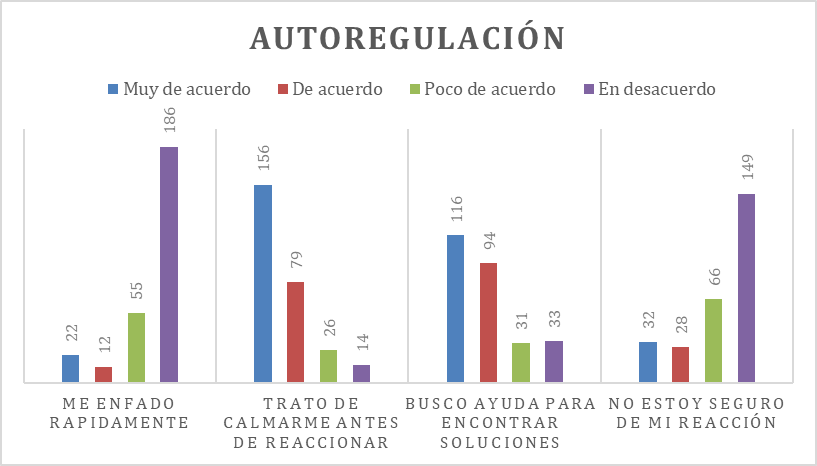 AUTOREGULACIÓN
Muy de acuerdo De acuerdo Poco de acuerdo En desacuerdo
22 12 55 186
156 79 26 14
116 94 31 33
32 28 66 149
ME ENFADO
RAPIDAMENTE
TRATO DE
CALMARME ANTES
DE REACCIONAR
BUSCO AYUDA PARA
ENCONTRAR
SOLUCIONES
NO ESTOY SEGURO
DE MI REACCIÓN